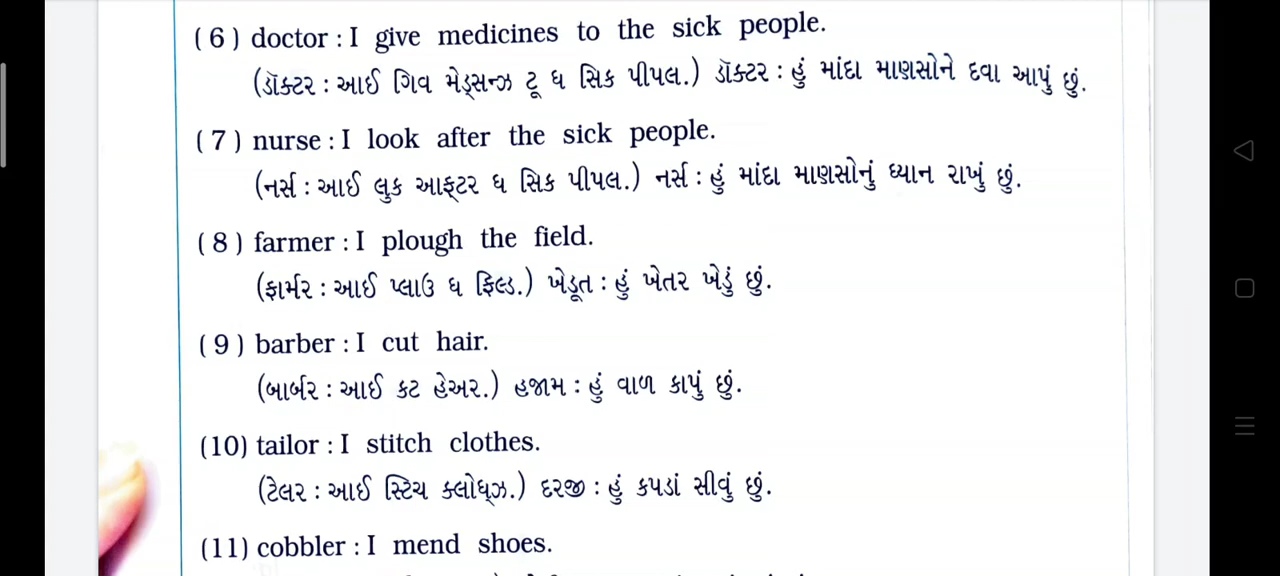 (6) doctor : I give medicines to the sick people.
(ડૉક્ટર : આઈ ગિવ મેડ્સન્ઝ ટૂ ધ સિક પીપલ.) ડૉક્ટર : હું માંદા માણસોને દવા આપું છું.
(7) nurse : I look after the sick people.
(નર્સ : આઈ લુક આફ્ટર ધ સિક પીપલ.) નર્સ : હું માંદા માણસોનું ધ્યાન રાખું છું.
(8) farmer : I plough the field.
(ફાર્મર : આઈ પ્લાઉ ધ ફિલ્ડ.) ખેડૂત : હું ખેતર ખેડું છું.
(9) barber : I cut hair.
(બાર્બર : આઈ કટ હેઅર.) હજામ : હું વાળ કાપું છું.
(10) tailor : I stitch clothes.
(ટેલર : આઈ સ્ટિચ ક્લોધ્ઝ.) દરજી : હું કપડાં સીવું છું.
(11) cobbler : I mend shoes.